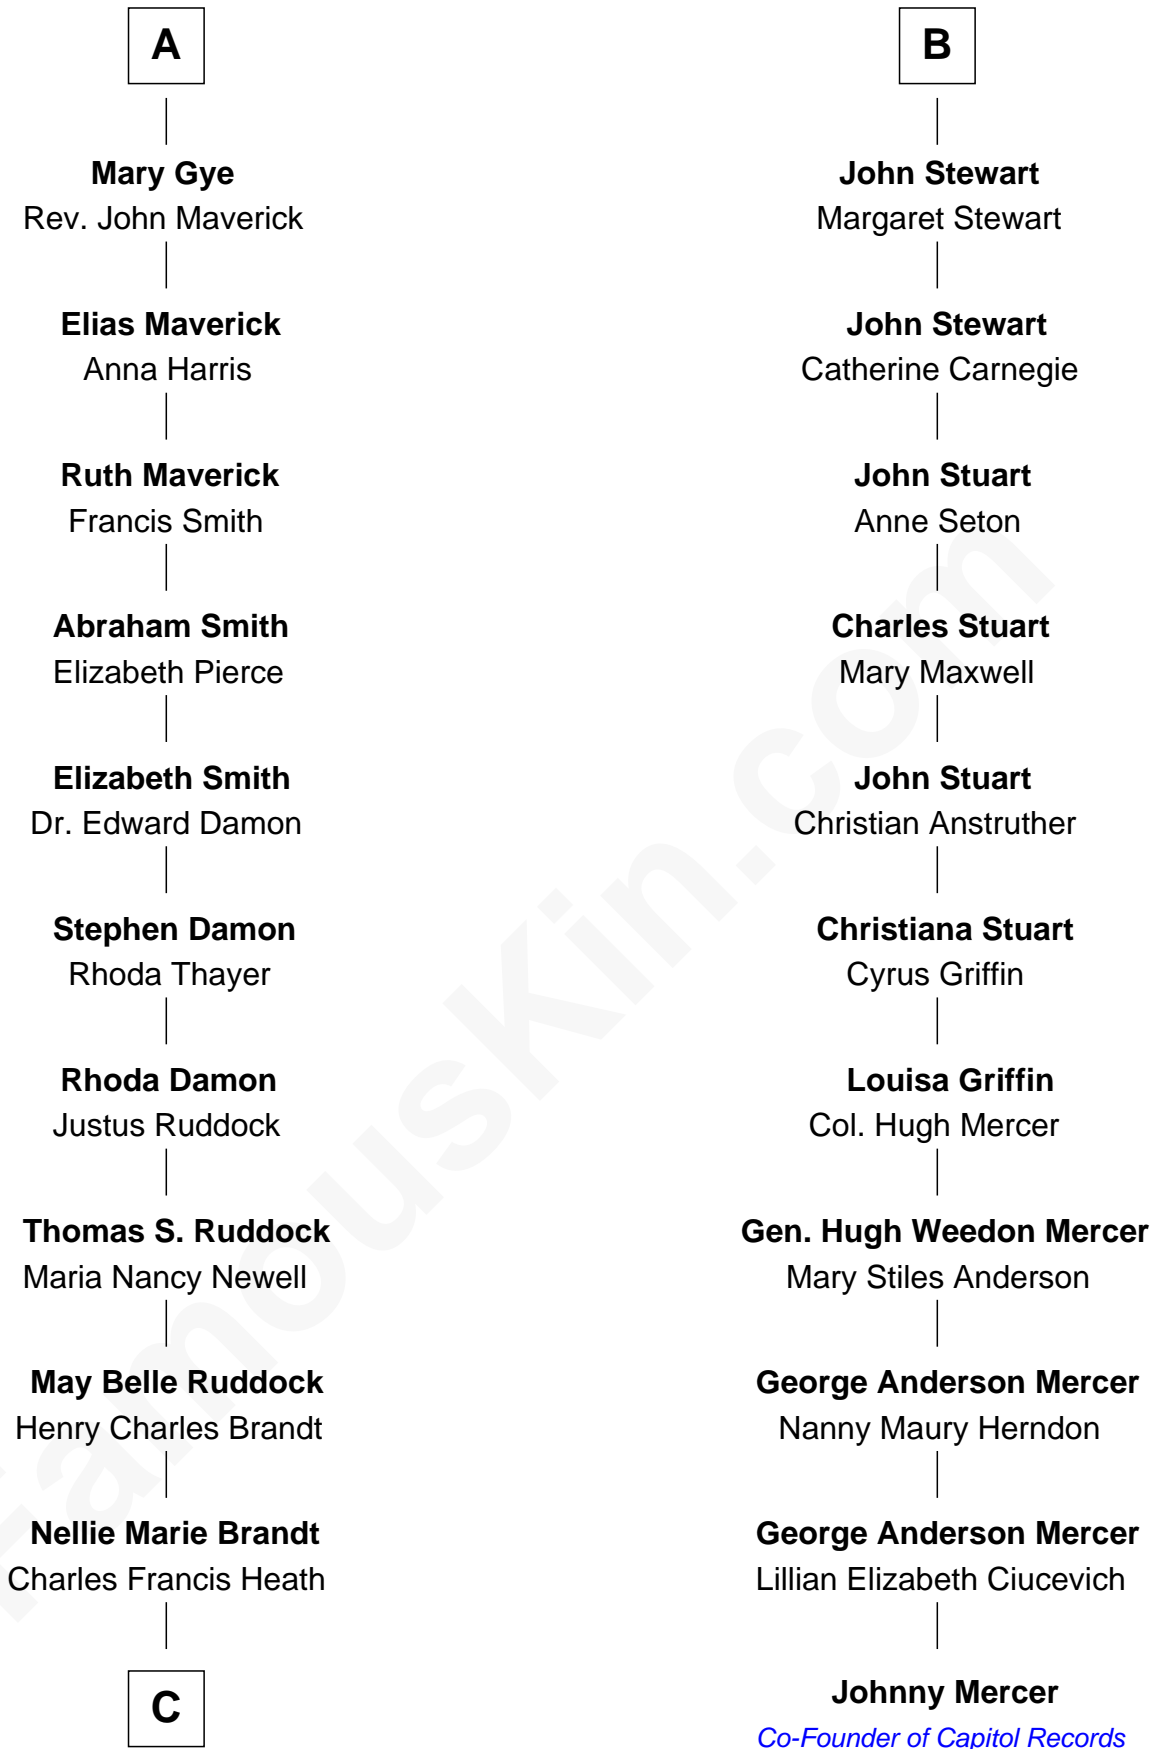 A
Mary Gye
Rev. John Maverick
Elias Maverick
Anna Harris
Ruth Maverick
Francis Smith
Abraham Smith
Elizabeth Pierce
Elizabeth Smith
Dr. Edward Damon
Stephen Damon
Rhoda Thayer
Rhoda Damon
Justus Ruddock
Thomas S. Ruddock
Maria Nancy Newell
May Belle Ruddock
Henry Charles Brandt
Nellie Marie Brandt
Charles Francis Heath
C
B
John Stewart
Margaret Stewart
John Stewart
Catherine Carnegie
John Stuart
Anne Seton
Charles Stuart
Mary Maxwell
John Stuart
Christian Anstruther
Christiana Stuart
Cyrus Griffin
Louisa Griffin
Col. Hugh Mercer
Gen. Hugh Weedon Mercer
Mary Stiles Anderson
George Anderson Mercer
Nanny Maury Herndon
George Anderson Mercer
Lillian Elizabeth Ciucevich
Johnny Mercer
Co-Founder of Capitol Records
FamousKin.com